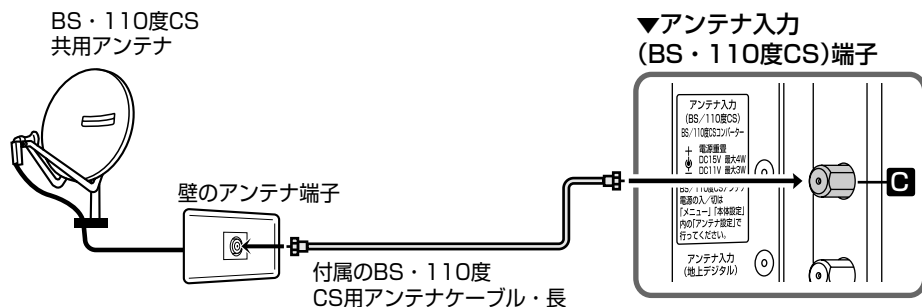 BS・110度CS
共用アンテナ
▼アンテナ入力
(BS・110度CS)端子
アンテナ入力
(BS/110度CS)
BS/110度CSコンバーター
電源重畳
DC15V 最大4W
DC11V 最大3W
BS/110度CSアンテナ
電源の入/切は
「メニュー」「本体設定」
内の「アンテナ設定」で
行ってください。
アンテナ入力
(地上デジタル)
C
壁のアンテナ端子
付属のBS・110度
CS用アンテナケーブル・長